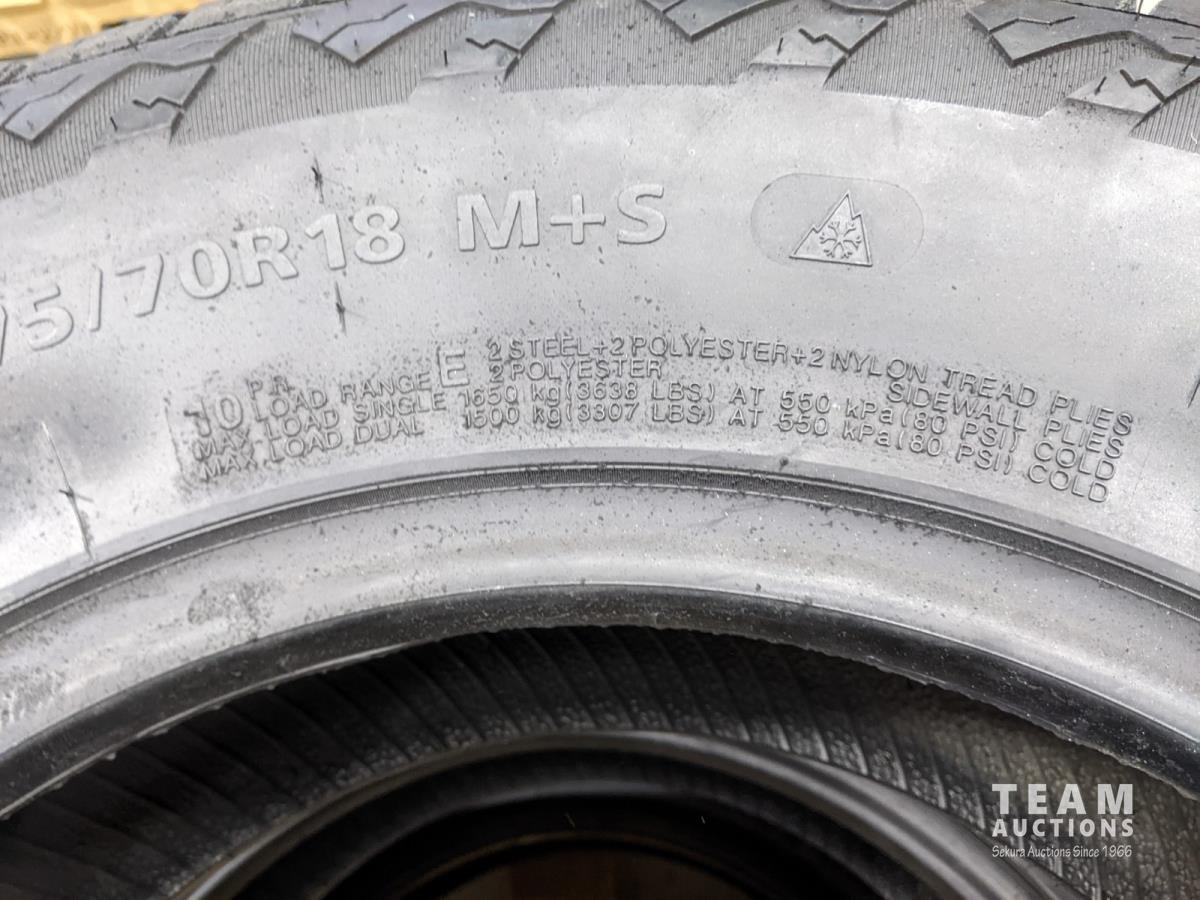 75/70R18 M+S
10 P.R. LOAD RANGE E 2 STEEL+2 POLYESTER+2 NYLON TREAD PLIES
2 POLYESTER SIDEWALL PLIES
MAX. LOAD SINGLE 1650 kg(3638 LBS) AT 550 kPa(80 PSI) COLD
MAX LOAD DUAL 1500 kg(3307 LBS) AT 550 kPa(80 PSI) COLD
TEAM
AUCTIONS
Sekura Auctions Since 1966